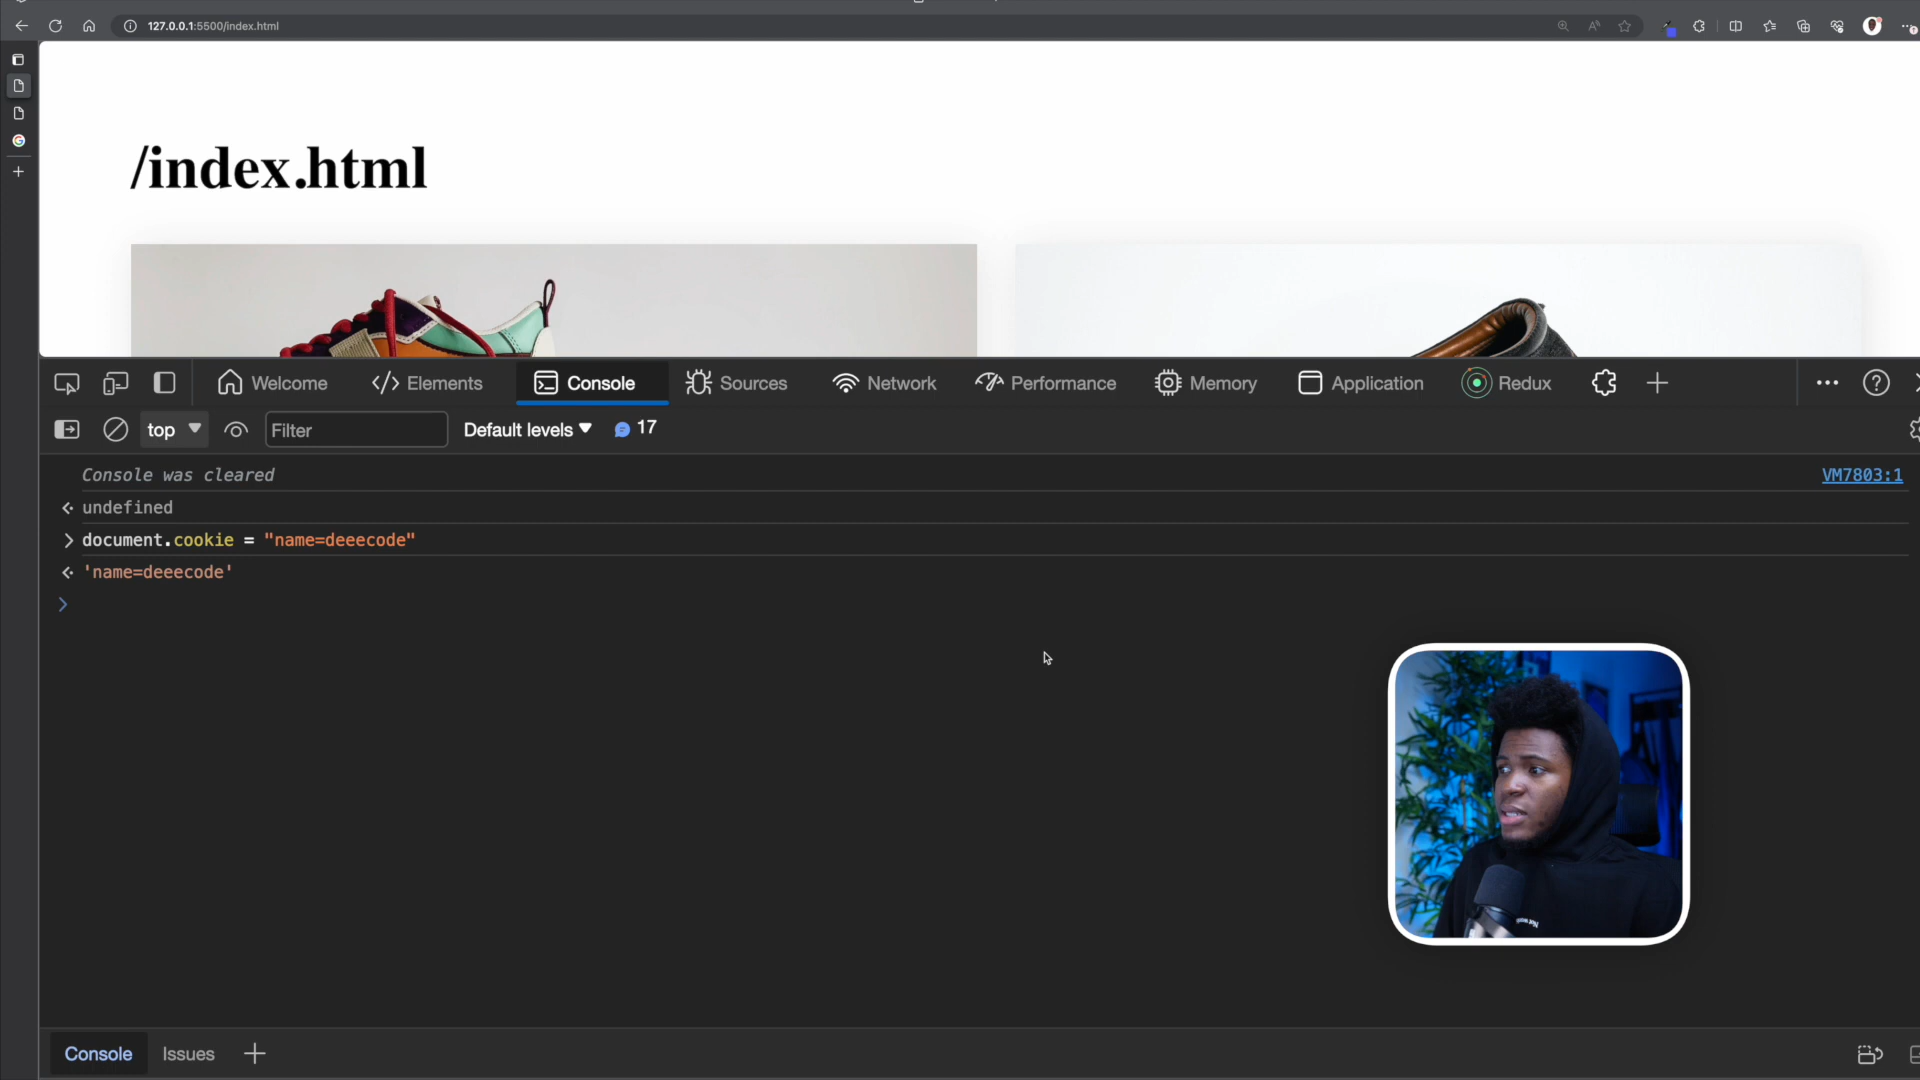 127.0.0.1:5500/index.html
/index.html
Welcome
Elements
Console
Sources
Network
Performance
Memory
Application
Redux
top
Filter
Default levels
17
Console was cleared
VM7803:1
undefined
document.cookie = "name=deeecode"
'name=deeecode'
Console
Issues